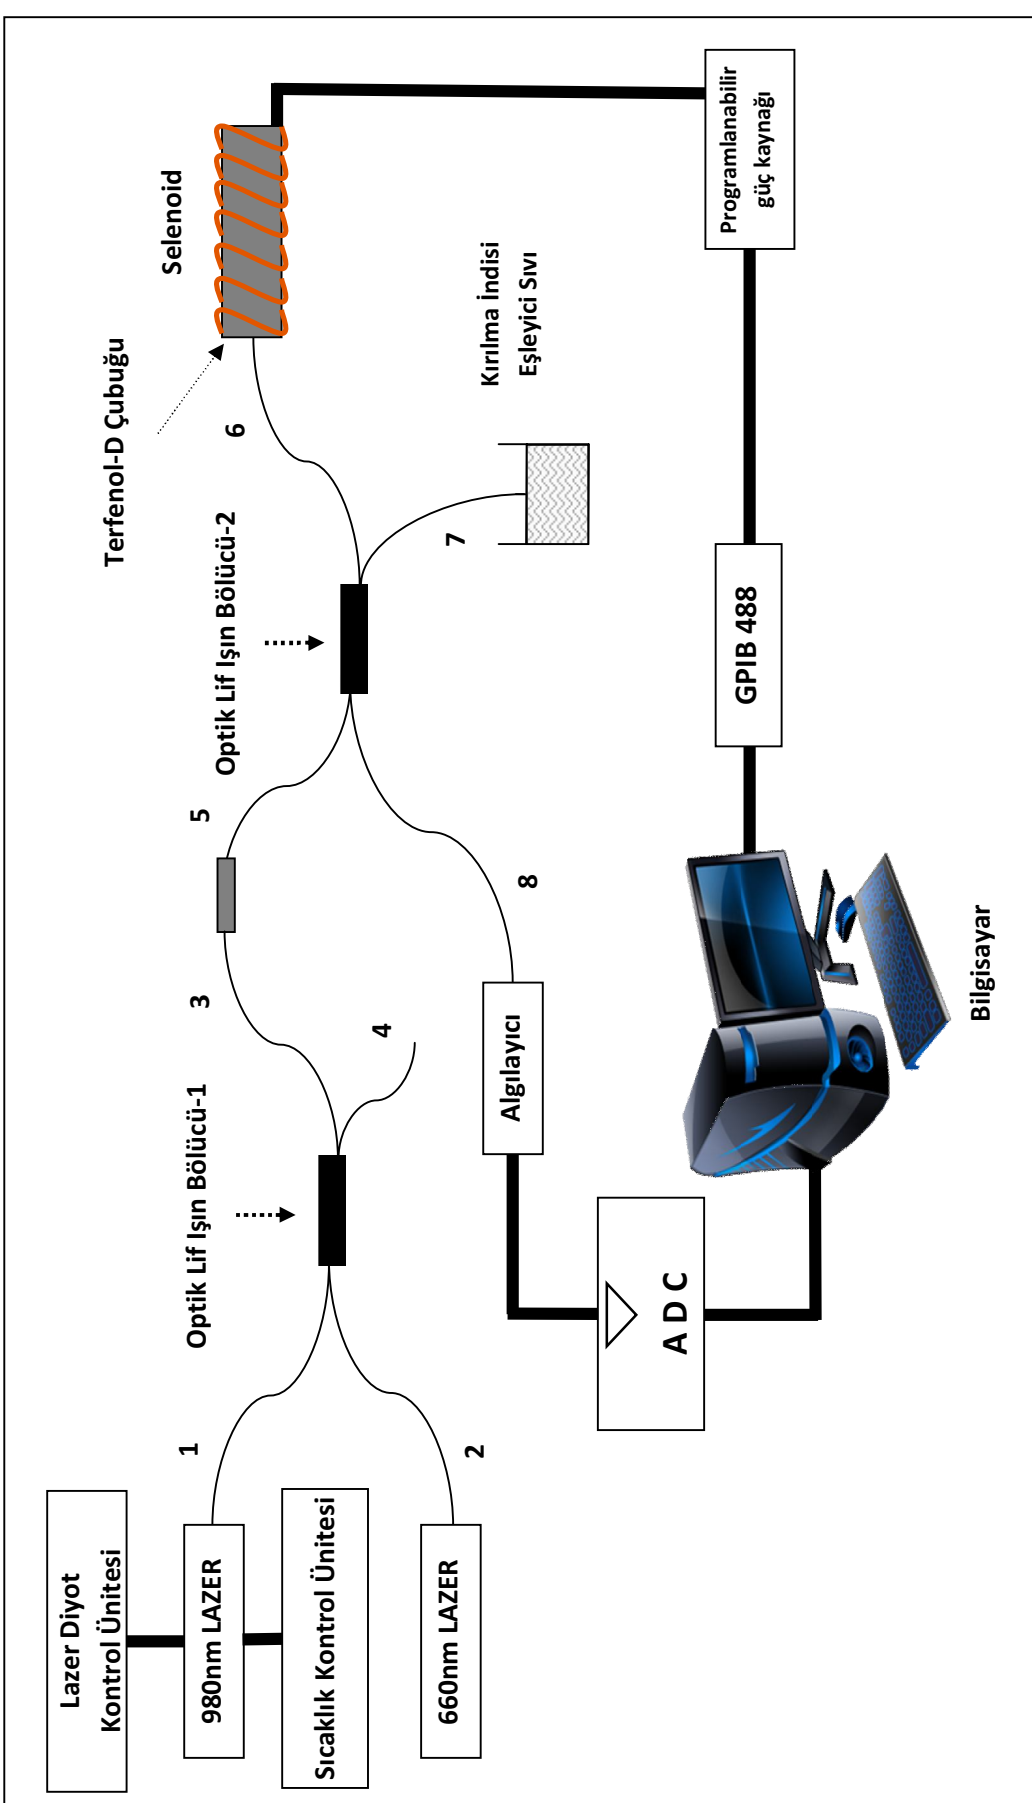 Lazer Diyot
Kontrol Ünitesi
980nm LAZER
Sıcaklık Kontrol Ünitesi
660nm LAZER
1
2
Optik Lif Işın Bölücü-1
3
4
5
Optik Lif Işın Bölücü-2
6
7
8
Terfenol-D Çubuğu
Selenoid
Kırılma İndisi
Eşleyici Sıvı
Algılayıcı
A D C
Bilgisayar
GPIB 488
Programlanabilir
güç kaynağı